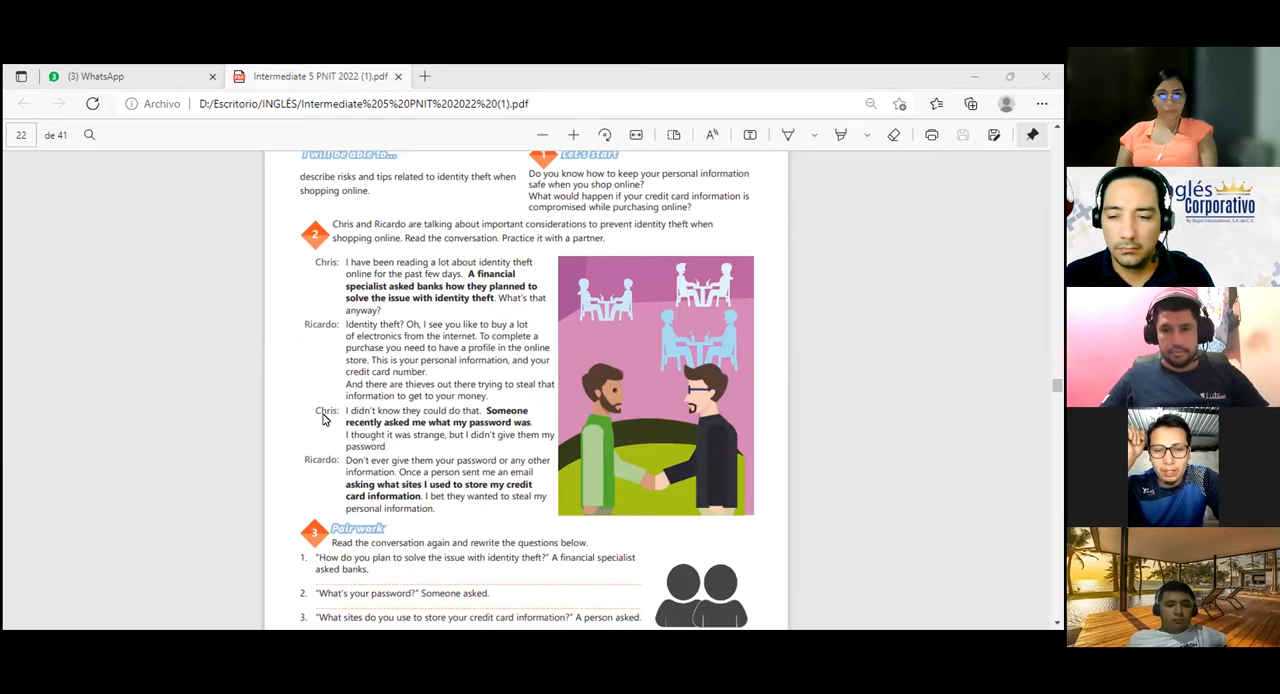 (3) WhatsApp
Intermediate 5 PNIT 2022 (1).pdf
Archivo
D:/Escritorio/INGLÉS/Intermediate%205%20PNIT%202022%20(1).pdf
22
de 41
I will be able to...
describe risks and tips related to identity theft when
shopping online.
1
Let's start
Do you know how to keep your personal information
safe when you shop online?
What would happen if your credit card information is
compromised while purchasing online?
2
Chris and Ricardo are talking about important considerations to prevent identity theft when
shopping online. Read the conversation. Practice it with a partner.
Chris: I have been reading a lot about identity theft
online for the past few days. A financial
specialist asked banks how they planned to
solve the issue with identity theft. What's that
anyway?
Ricardo: Identity theft? Oh, I see you like to buy a lot
of electronics from the internet. To complete a
purchase you need to have a profile in the online
store. This is your personal information, and your
credit card number.
And there are thieves out there trying to steal that
information to get to your money.
Chris: I didn't know they could do that. Someone
recently asked me what my password was.
I thought it was strange, but I didn't give them my
password
Ricardo: Don't ever give them your password or any other
information. Once a person sent me an email
asking what sites I used to store my credit
card information. I bet they wanted to steal my
personal information.
3
Pair work
Read the conversation again and rewrite the questions below.
1. "How do you plan to solve the issue with identity theft?" A financial specialist
asked banks.
2. "What's your password?" Someone asked.
3. "What sites do you use to store your credit card information?" A person asked.
Inglés
Corporativo